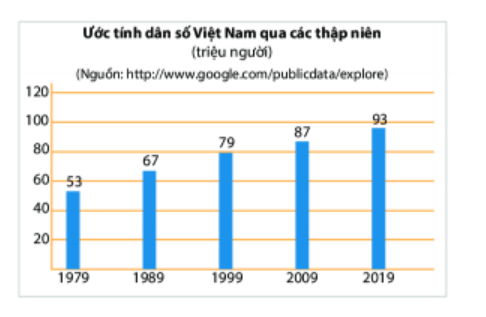 Ước tính dân số Việt Nam qua các thập niên
(triệu người)
(Nguồn: http://www.google.com/publicdata/explore)
120
100
80
60
40
20
53
67
79
87
93
1979 1989 1999 2009 2019